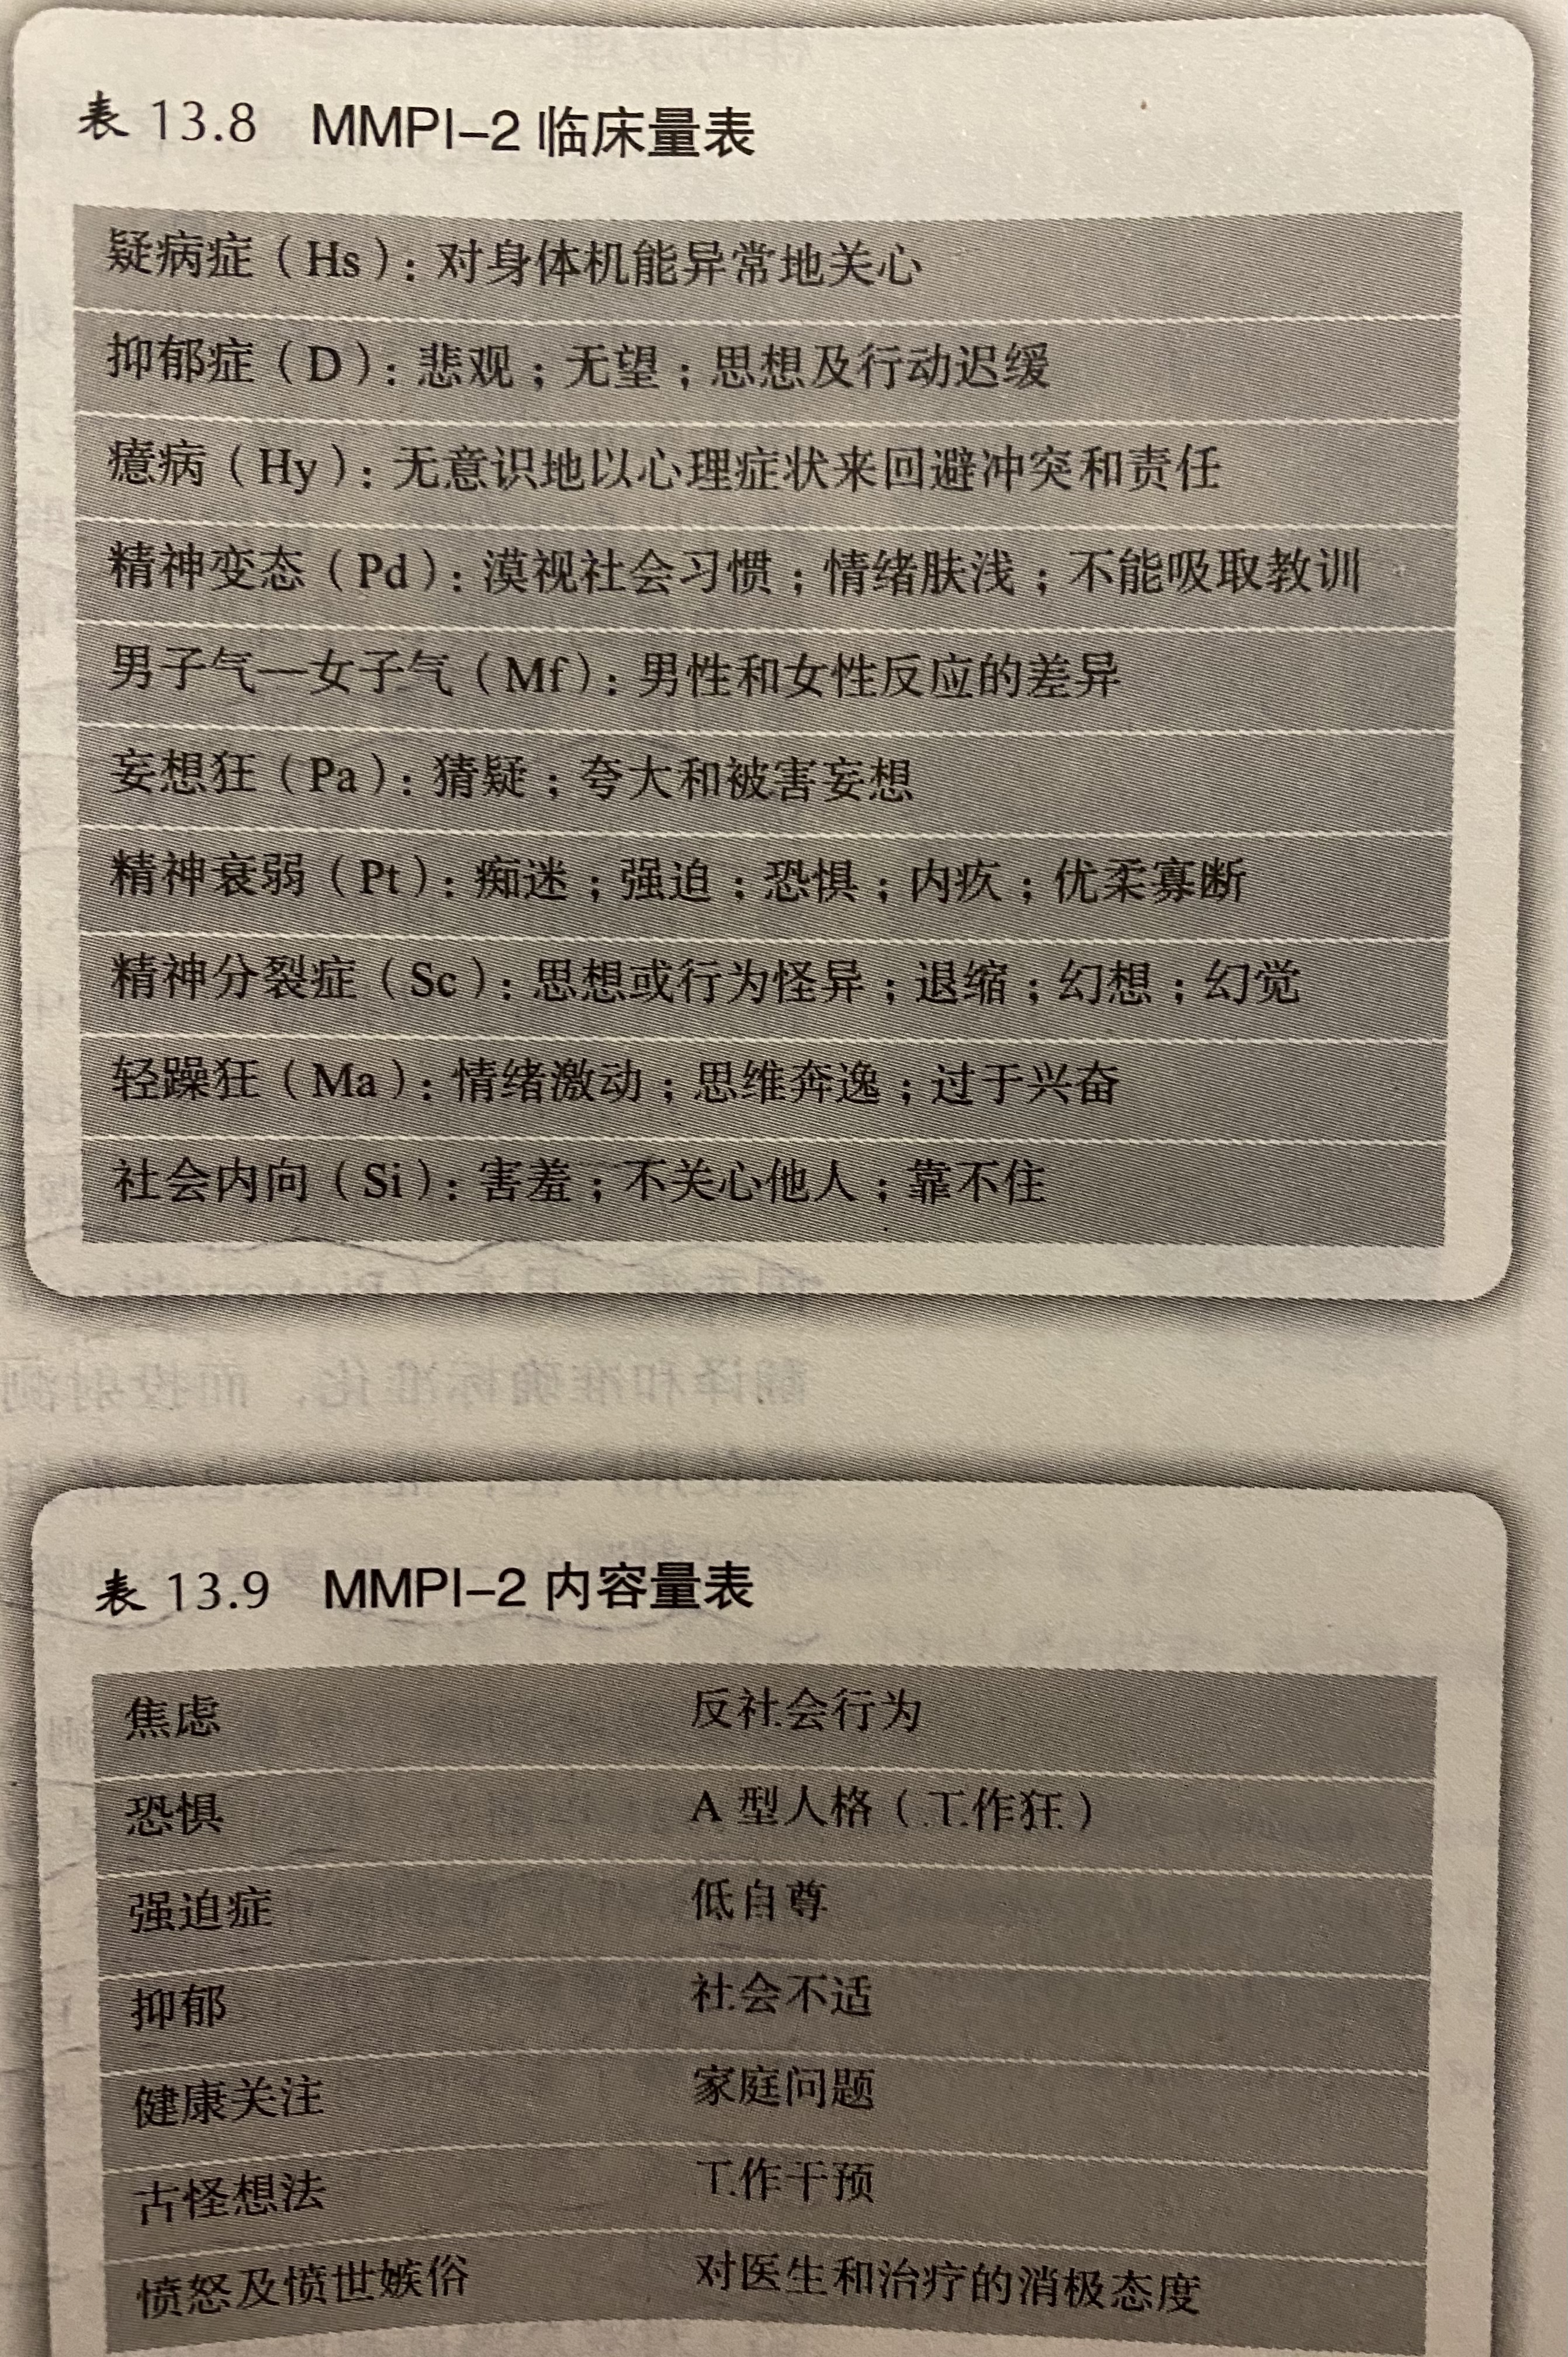 表 13.8 MMPI–2 临床量表
疑病症（Hs）：对身体机能异常地关心
抑郁症（D）：悲观；无望；思想及行动迟缓
癔病（Hy）：无意识地以心理症状来回避冲突和责任
精神变态（Pd）：漠视社会习惯；情绪肤浅；不能吸取教训
男子气—女子气（Mf）：男性和女性反应的差异
妄想狂（Pa）：猜疑；夸大和被害妄想
精神衰弱（Pt）：痴迷；强迫；恐惧；内疚；优柔寡断
精神分裂症（Sc）：思想或行为怪异；退缩；幻想；幻觉
轻躁狂（Ma）：情绪激动；思维奔逸；过于兴奋
社会内向（Si）：害羞；不关心他人；靠不住
表 13.9 MMPI–2 内容量表
焦虑 反社会行为
恐惧 A 型人格（工作狂）
强迫症 低自尊
抑郁 社会不适
健康关注 家庭问题
古怪想法 工作干预
愤怒及愤世嫉俗 对医生和治疗的消极态度